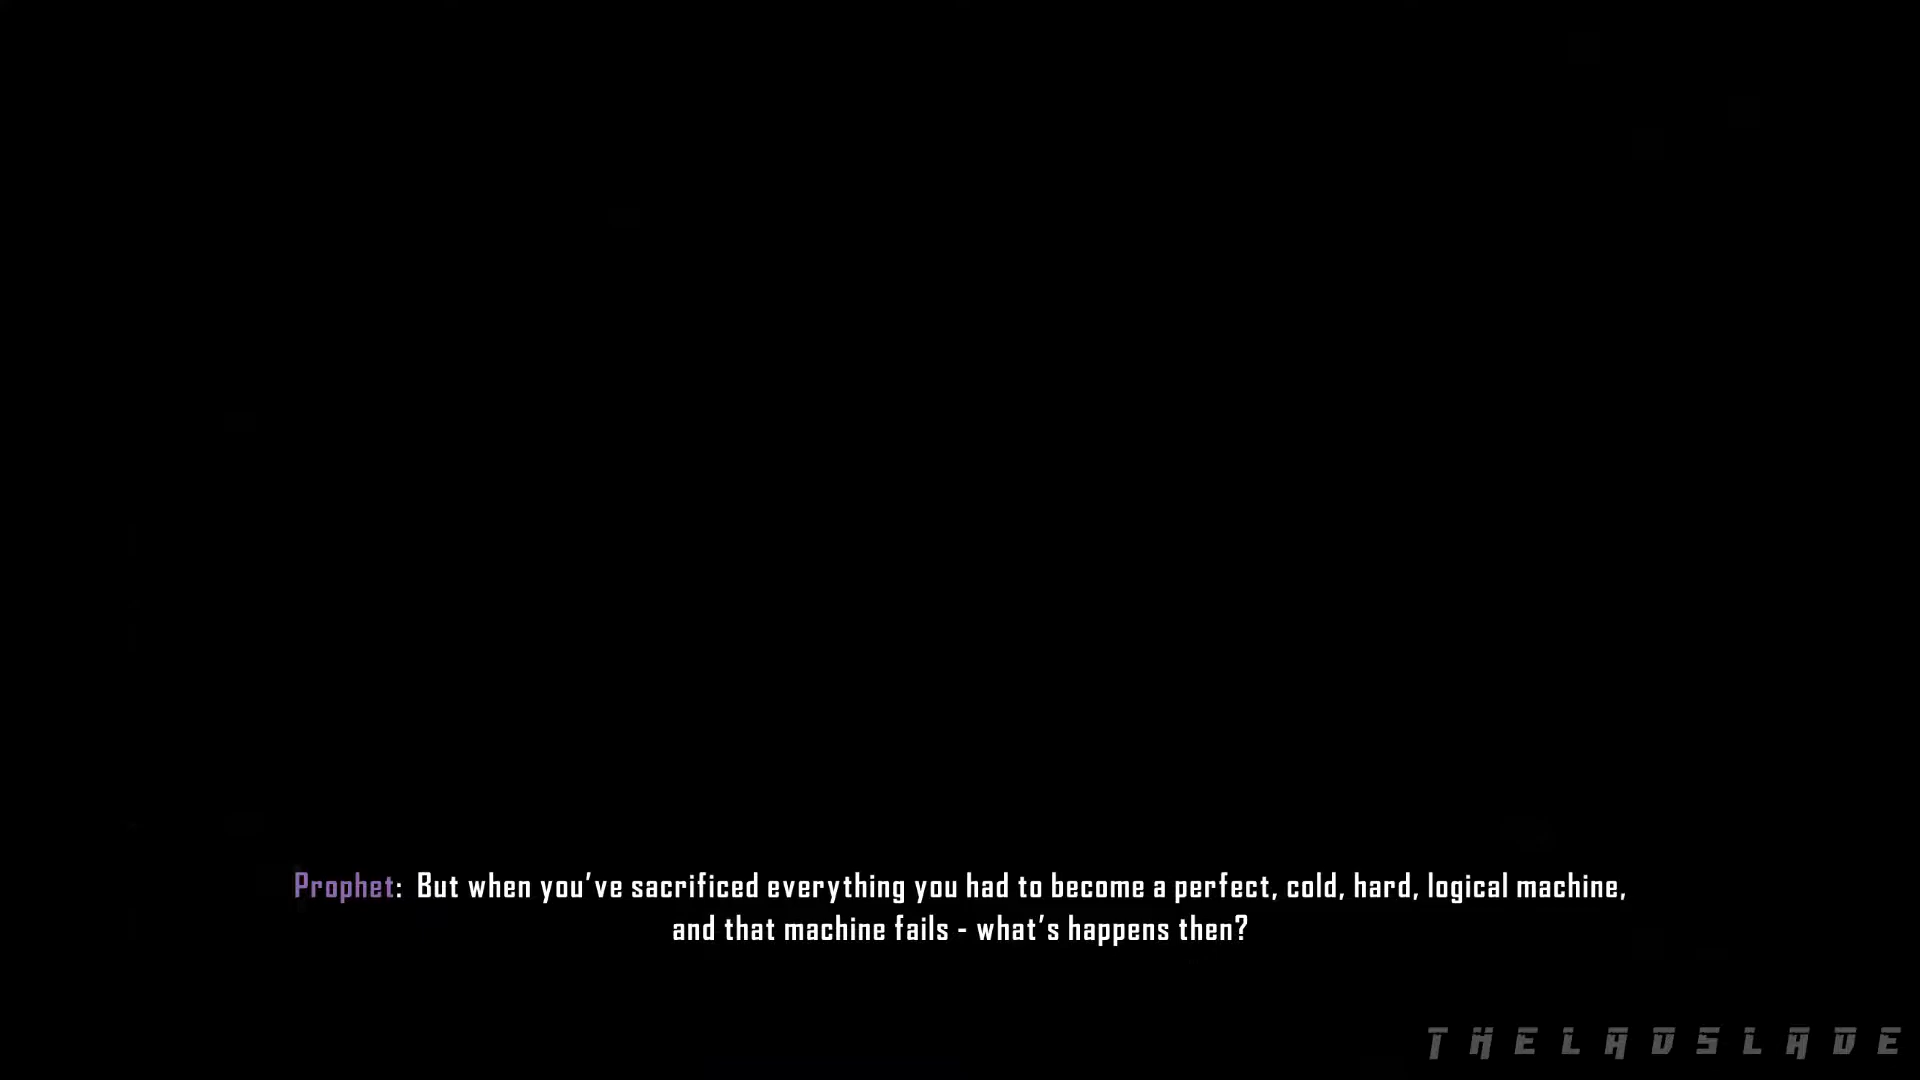 Prophet: But when you've sacrificed everything you had to become a perfect, cold, hard, logical machine,
and that machine fails - what's happens then?
THELADSLADE